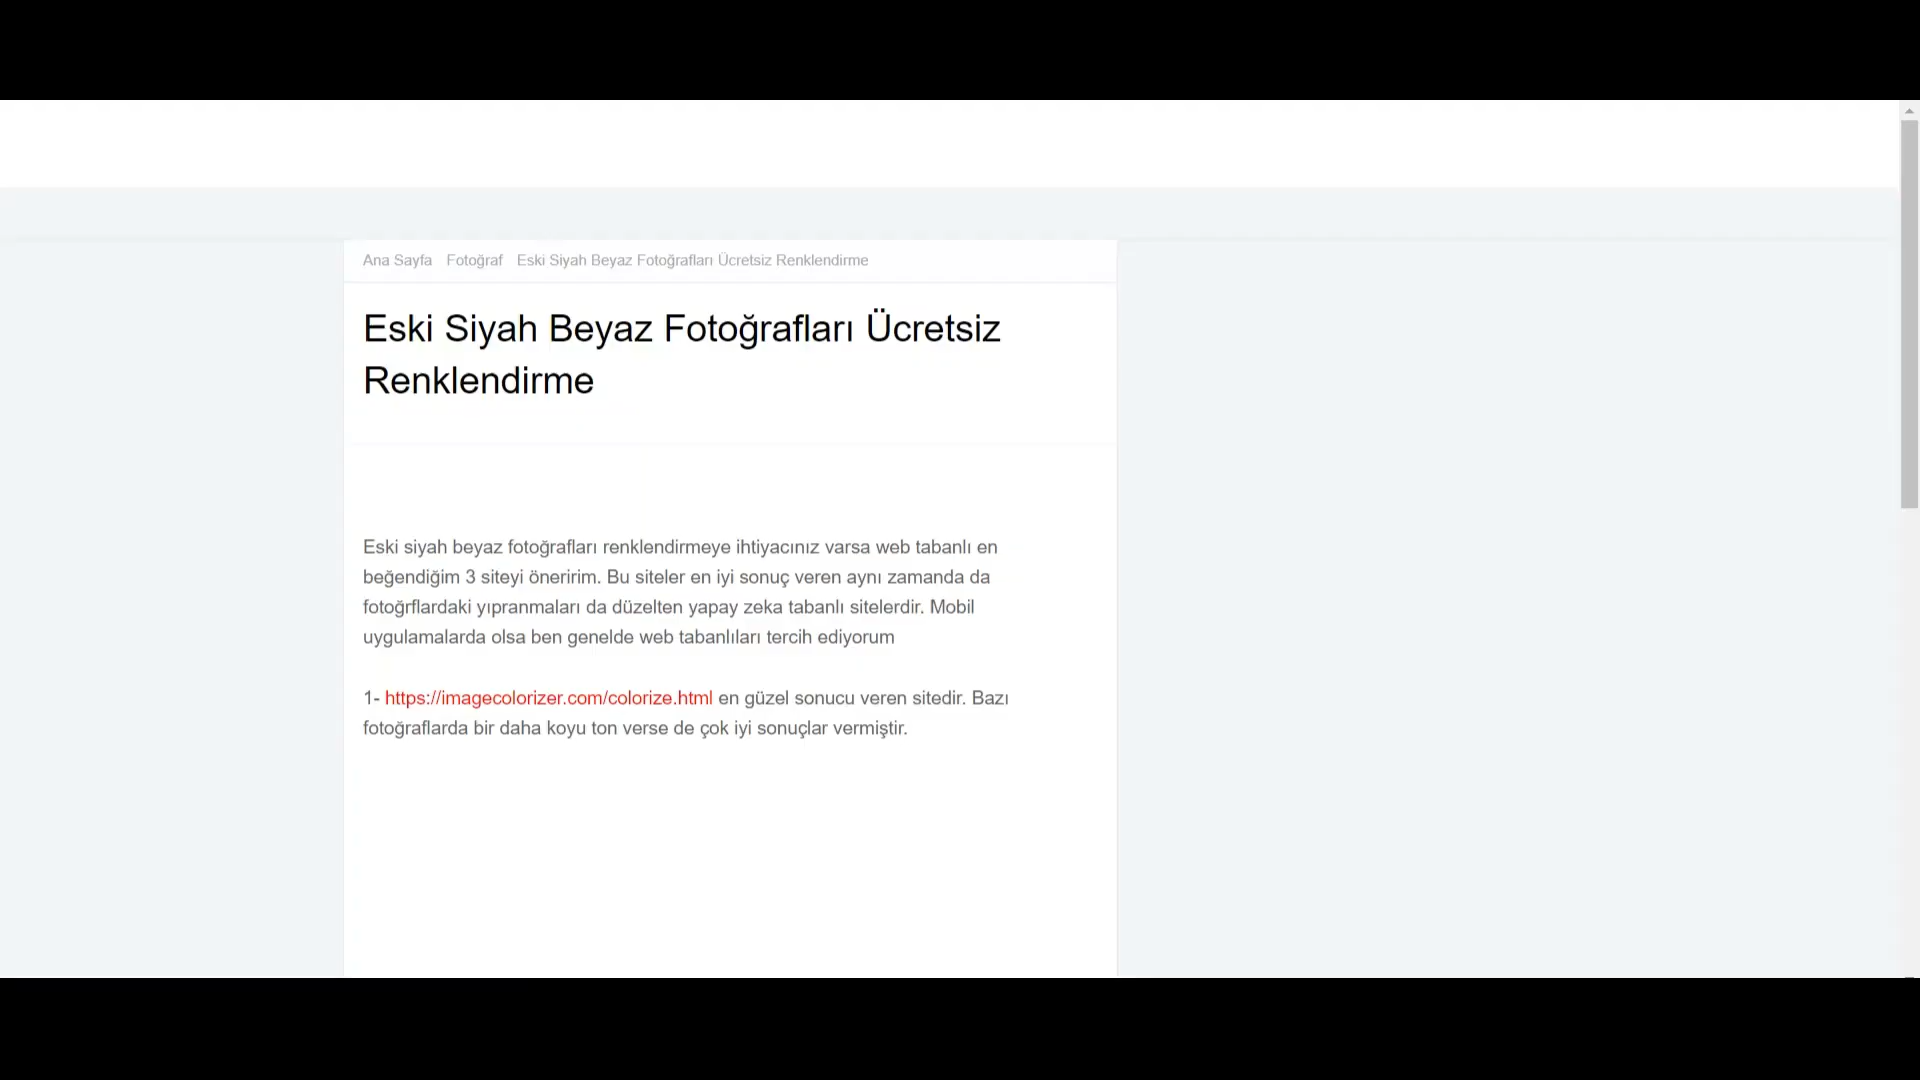 Ana Sayfa Fotoğraf Eski Siyah Beyaz Fotoğrafları Ücretsiz Renklendirme
Eski Siyah Beyaz Fotoğrafları Ücretsiz
Renklendirme
Eski siyah beyaz fotoğrafları renklendirmeye ihtiyacınız varsa web tabanlı en
beğendiğim 3 siteyi öneririm. Bu siteler en iyi sonuç veren aynı zamanda da
fotoğrflardaki yıpranmaları da düzelten yapay zeka tabanlı sitelerdir. Mobil
uygulamalarda olsa ben genelde web tabanlıları tercih ediyorum
1- https://imagecolorizer.com/colorize.html en güzel sonucu veren sitedir. Bazı
fotoğraflarda bir daha koyu ton verse de çok iyi sonuçlar vermiştir.